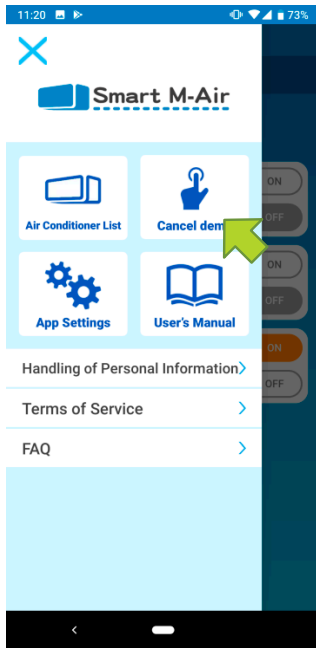 11:20
73%
Smart M-Air
ON
Air Conditioner List
Cancel dem
OFF
ON
OFF
App Settings
User's Manual
ON
Handling of Personal Information
OFF
Terms of Service
FAQ